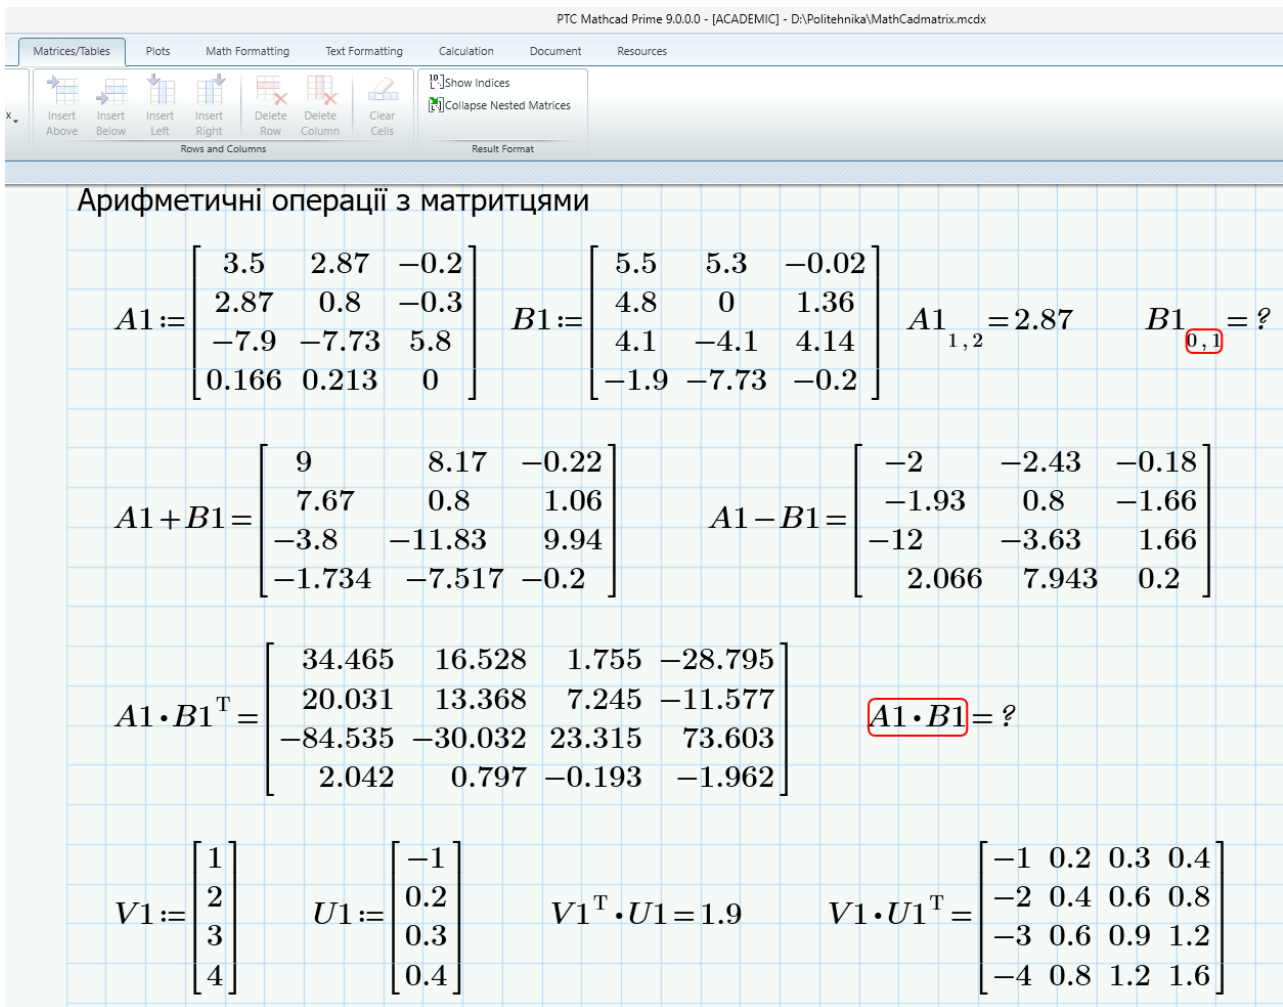 PTC Mathcad Prime 9.0.0.0 - [ACADEMIC] - D:\Politehnika\MathCadmatrix.mcdx
Matrices/Tables Plots Math Formatting Text Formatting Calculation Document Resources
x
Insert Above Insert Below Insert Left Insert Right Delete Row Delete Column Clear Cells
Show Indices
Collapse Nested Matrices
Rows and Columns Result Format
Арифметичні операції з матритцями
A1:=[3.5 2.87 −0.2
2.87 0.8 −0.3
−7.9 −7.73 5.8
0.166 0.213 0]
B1:=[5.5 5.3 −0.02
4.8 0 1.36
4.1 −4.1 4.14
−1.9 −7.73 −0.2]
A1 1,2 =2.87
B1 0,1 =?
A1+B1=[9 8.17 −0.22
7.67 0.8 1.06
−3.8 −11.83 9.94
−1.734 −7.517 −0.2]
A1−B1=[−2 −2.43 −0.18
−1.93 0.8 −1.66
−12 −3.63 1.66
2.066 7.943 0.2]
A1•B1ᵀ=[34.465 16.528 1.755 −28.795
20.031 13.368 7.245 −11.577
−84.535 −30.032 23.315 73.603
2.042 0.797 −0.193 −1.962]
A1•B1=?
V1:=[1
2
3
4]
U1:=[−1
0.2
0.3
0.4]
V1ᵀ•U1=1.9
V1•U1ᵀ=[−1 0.2 0.3 0.4
−2 0.4 0.6 0.8
−3 0.6 0.9 1.2
−4 0.8 1.2 1.6]